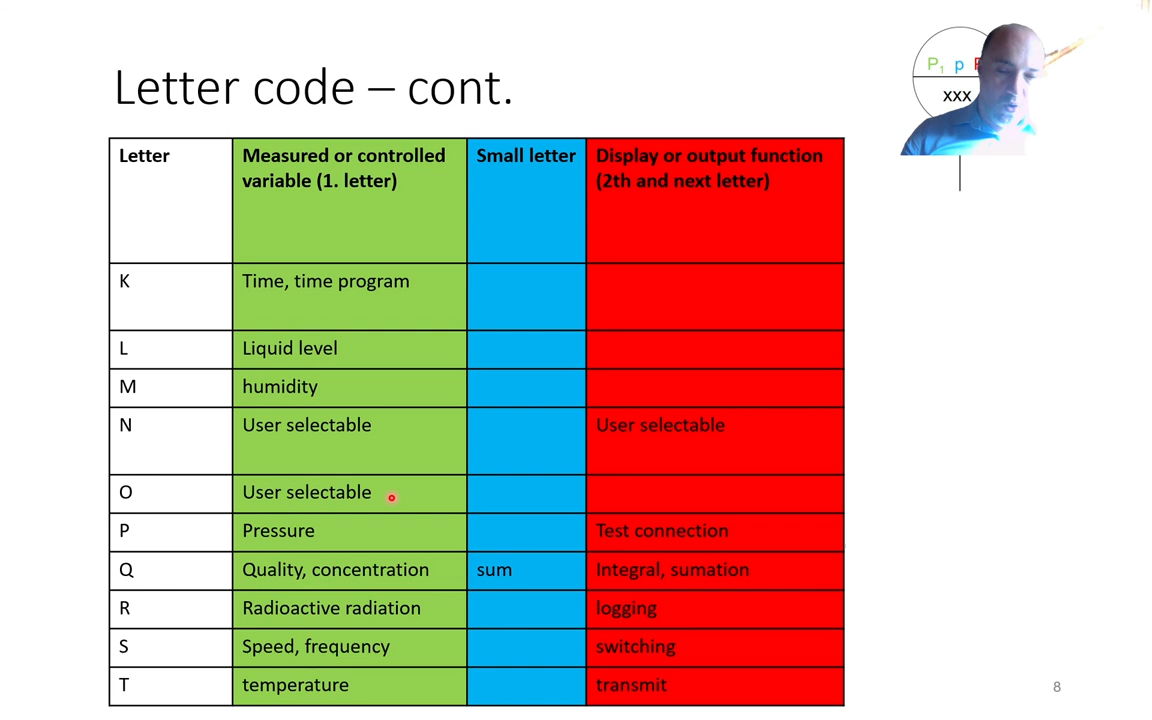 Letter code – cont.
P1 p
xxx
Letter Measured or controlled Small letter Display or output function
variable (1. letter) (2th and next letter)
K Time, time program
L Liquid level
M humidity
N User selectable User selectable
O User selectable
P Pressure Test connection
Q Quality, concentration sum Integral, sumation
R Radioactive radiation logging
S Speed, frequency switching
T temperature transmit
8